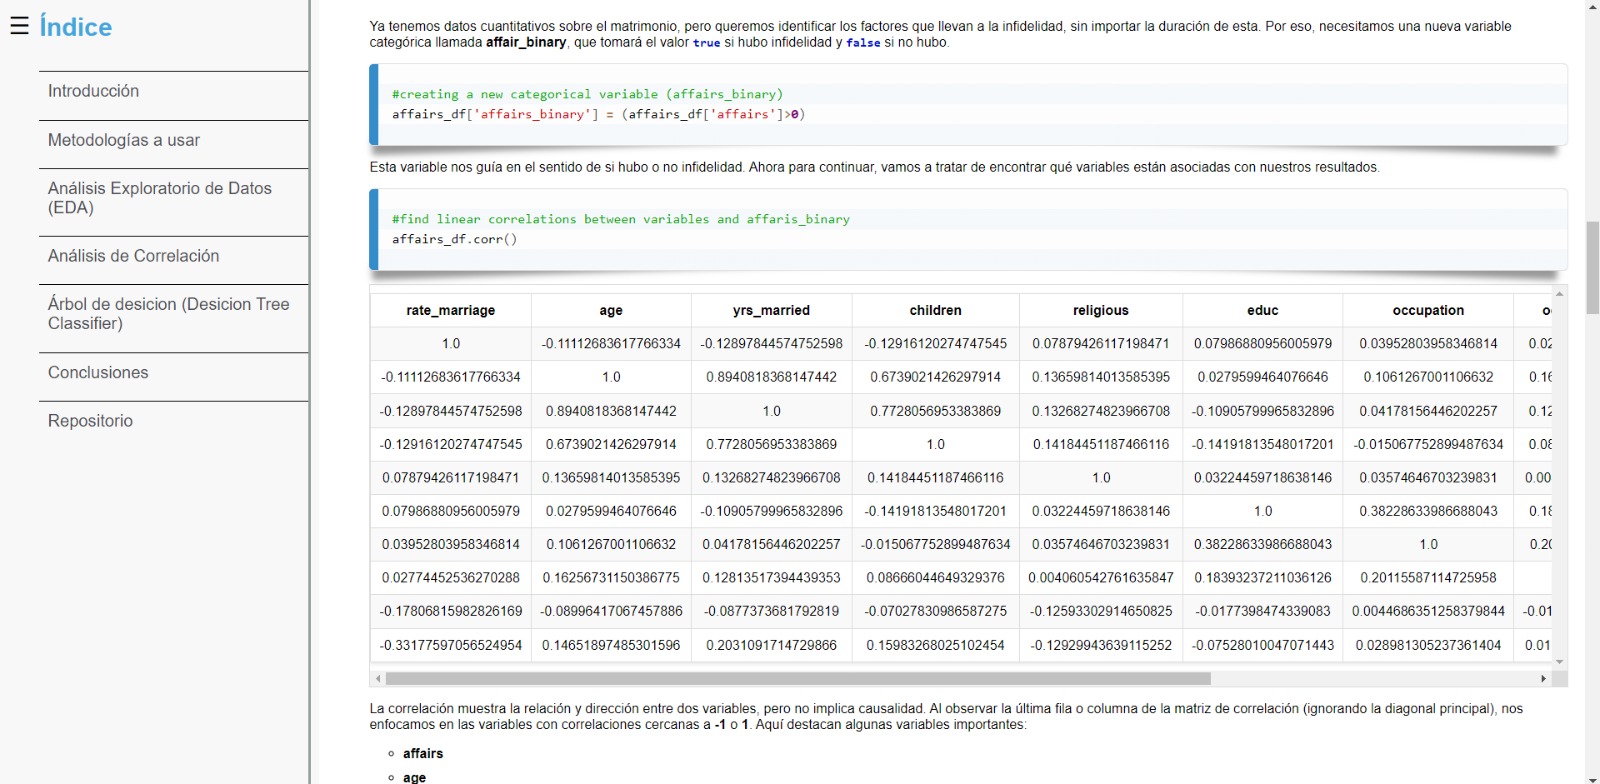 ☰ Índice
Introducción
Metodologías a usar
Análisis Exploratorio de Datos
(EDA)
Análisis de Correlación
Árbol de desicion (Desicion Tree
Classifier)
Conclusiones
Repositorio
Ya tenemos datos cuantitativos sobre el matrimonio, pero queremos identificar los factores que llevan a la infidelidad, sin importar la duración de esta. Por eso, necesitamos una nueva variable
categórica llamada affair_binary, que tomará el valor true si hubo infidelidad y false si no hubo.
#creating a new categorical variable (affairs_binary)
affairs_df['affairs_binary'] = (affairs_df['affairs']>0)
Esta variable nos guía en el sentido de si hubo o no infidelidad. Ahora para continuar, vamos a tratar de encontrar qué variables están asociadas con nuestros resultados.
#find linear correlations between variables and affaris_binary
affairs_df.corr()
rate_marriage age yrs_married children religious educ occupation o
1.0 -0.11112683617766334 -0.12897844574752598 -0.12916120274747545 0.07879426117198471 0.07986880956005979 0.03952803958346814 0.02
-0.11112683617766334 1.0 0.8940818368147442 0.6739021426297914 0.13659814013585395 0.0279599464076646 0.1061267001106632 0.16
-0.12897844574752598 0.8940818368147442 1.0 0.7728056953383869 0.13268274823966708 -0.10905799965832896 0.04178156446202257 0.12
-0.12916120274747545 0.6739021426297914 0.7728056953383869 1.0 0.14184451187466116 -0.14191813548017201 -0.015067752899487634 0.08
0.07879426117198471 0.13659814013585395 0.13268274823966708 0.14184451187466116 1.0 0.03224459718638146 0.03574646703239831 0.00
0.07986880956005979 0.0279599464076646 -0.10905799965832896 -0.14191813548017201 0.03224459718638146 1.0 0.38228633986688043 0.18
0.03952803958346814 0.1061267001106632 0.04178156446202257 -0.015067752899487634 0.03574646703239831 0.38228633986688043 1.0 0.20
0.02774452536270288 0.16256731150386775 0.12813517394439353 0.08666044649329376 0.004060542761635847 0.18393237211036126 0.20115587114725958
-0.17806815982826169 -0.08996417067457886 -0.0877373681792819 -0.07027830986587275 -0.12593302914650825 -0.0177398474339083 0.0044686351258379844 -0.01
-0.33177597056524954 0.14651897485301596 0.2031091714729866 0.15983268025102454 -0.12929943639115252 -0.07528010047071443 0.028981305237361404 0.01
La correlación muestra la relación y dirección entre dos variables, pero no implica causalidad. Al observar la última fila o columna de la matriz de correlación (ignorando la diagonal principal), nos
enfocamos en las variables con correlaciones cercanas a -1 o 1. Aquí destacan algunas variables importantes:
affairs
age